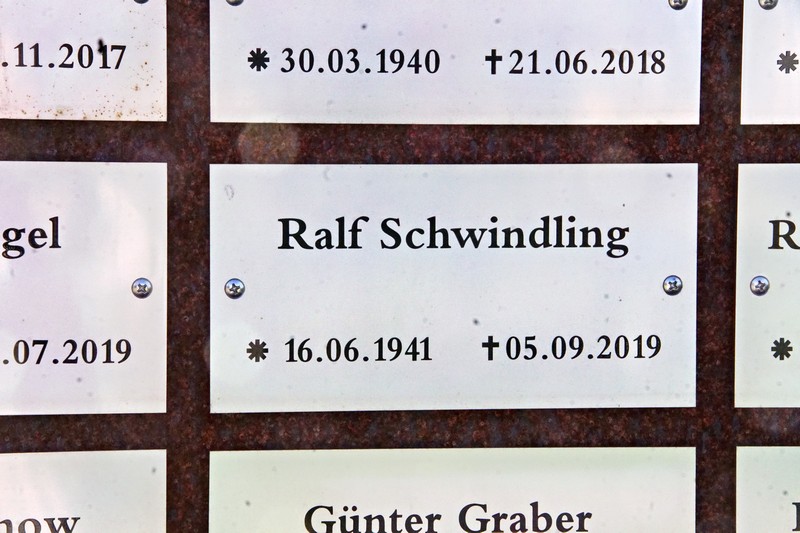 .11.2017
* 30.03.1940 †21.06.2018
*
gel
.07.2019
Ralf Schwindling
* 16.06.1941 †05.09.2019
R
*
now
Günter Graber